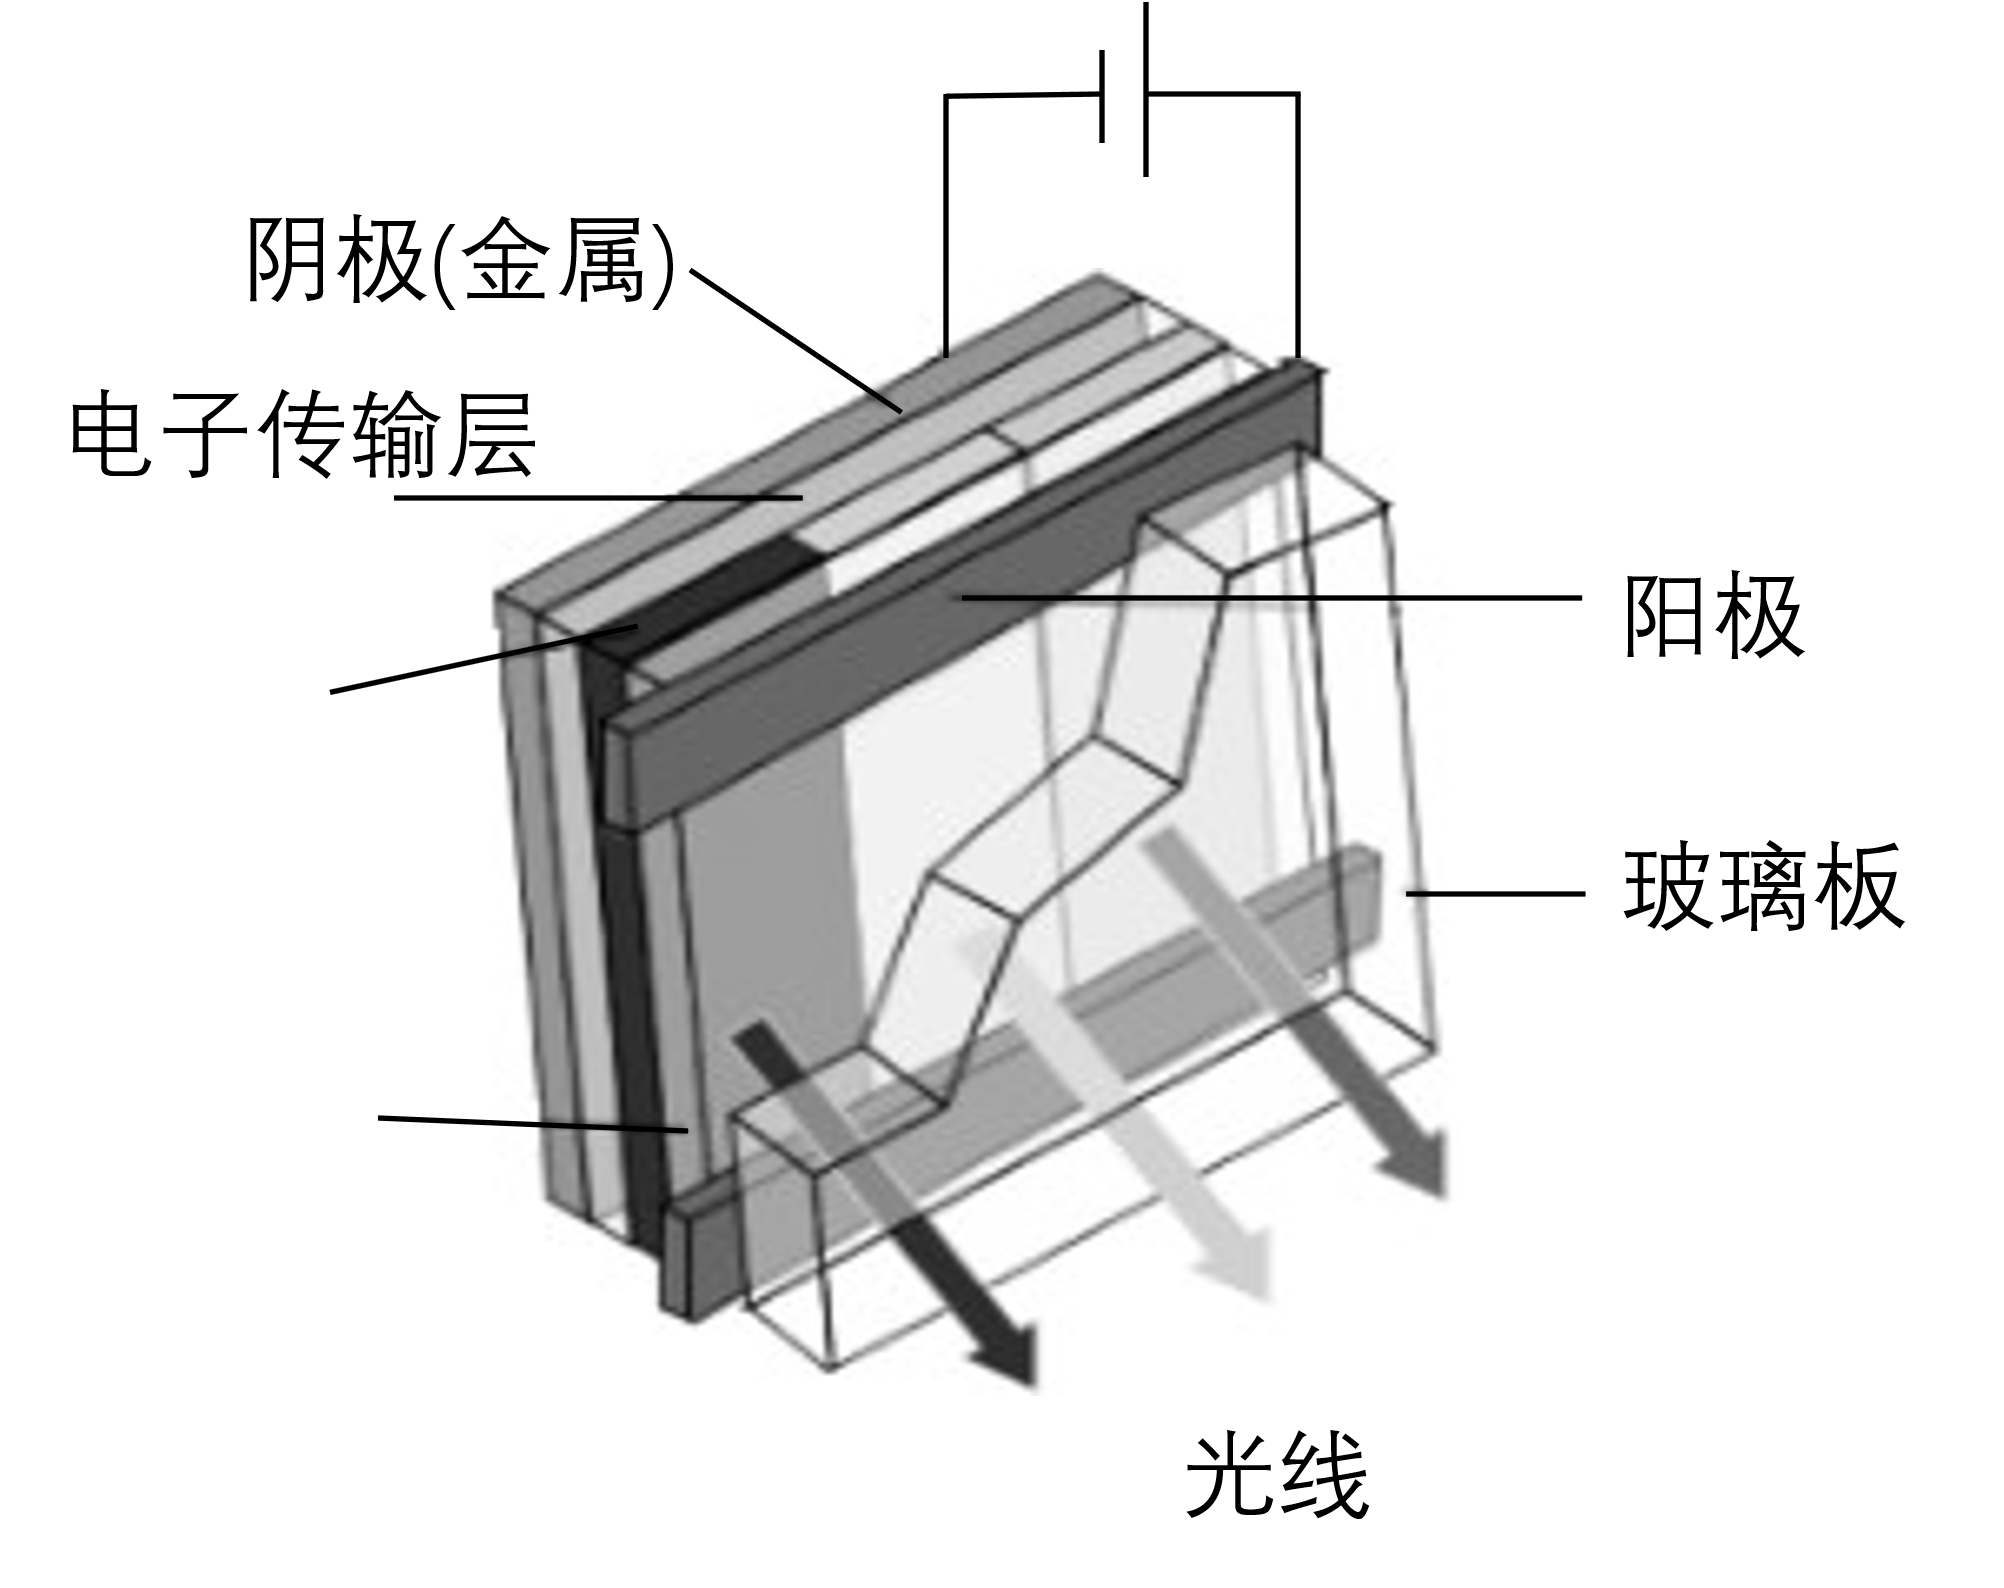 阴极(金属)
电子传输层
阳极
玻璃板
光线